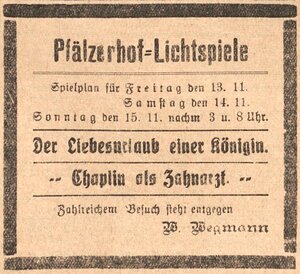 Pfälzerhof=Lichtspiele
Spielplan für Freitag den 13. 11.
Samstag den 14. 11.
Sonntag den 15. 11. nachm 3 u. 8 Uhr.
Der Liebesurlaub einer Königin.
-- Chaplin als Zahnarzt. --
Zahlreichem Besuch sieht entgegen
W. Wegmann